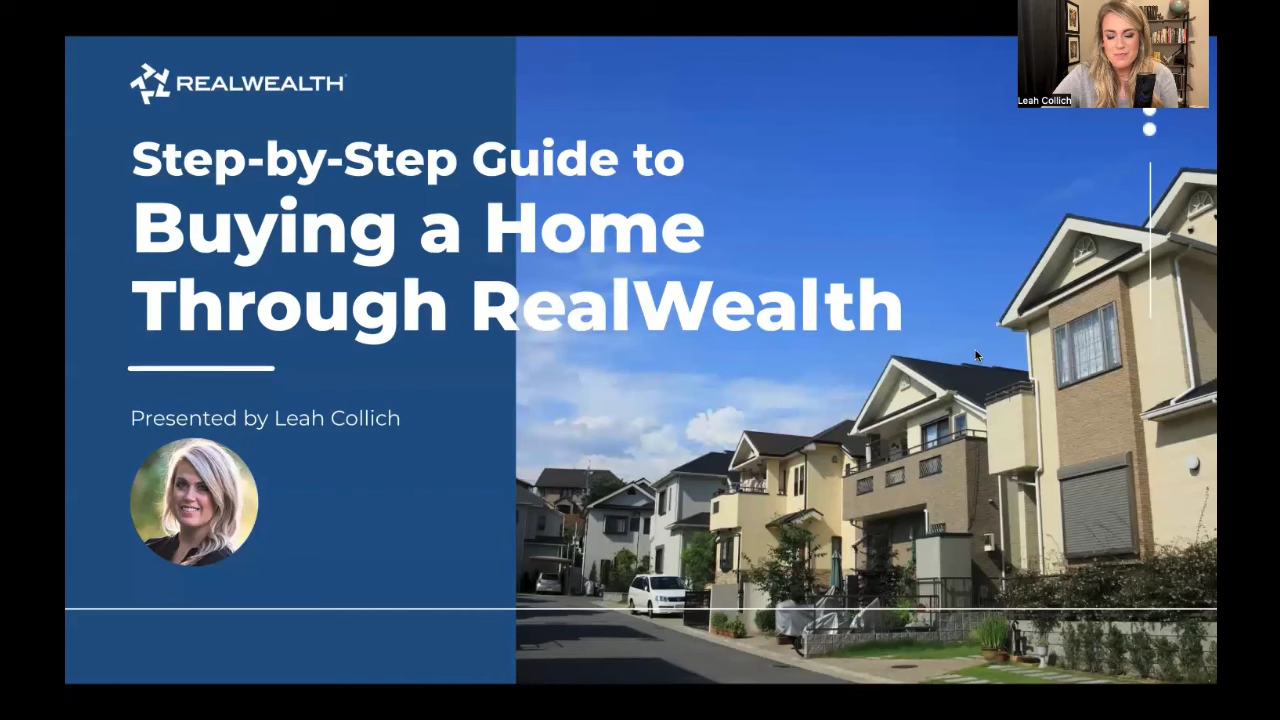 REALWEALTH
Step-by-Step Guide to
Buying a Home
Through RealWealth
Presented by Leah Collich
Leah Collich